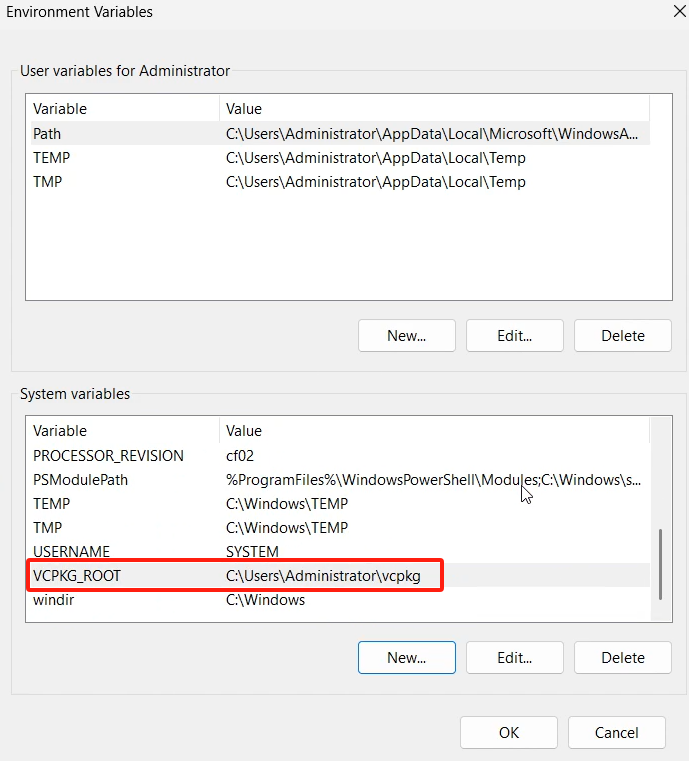 Environment Variables
User variables for Administrator
Variable Value
Path C:\Users\Administrator\AppData\Local\Microsoft\WindowsA...
TEMP C:\Users\Administrator\AppData\Local\Temp
TMP C:\Users\Administrator\AppData\Local\Temp
New... Edit... Delete
System variables
Variable Value
PROCESSOR_REVISION cf02
PSModulePath %ProgramFiles%\WindowsPowerShell\Modules;C:\Windows\s...
TEMP C:\Windows\TEMP
TMP C:\Windows\TEMP
USERNAME SYSTEM
VCPKG_ROOT C:\Users\Administrator\vcpkg
windir C:\Windows
New... Edit... Delete
OK Cancel